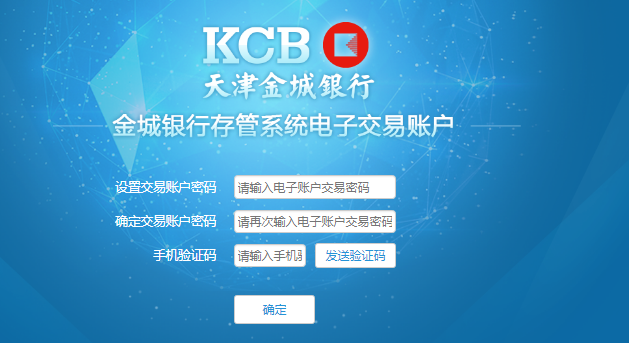 KCB
天津金城銀行
金城银行存管系统电子交易账户
设置交易账户密码 请输入电子账户交易密码
确定交易账户密码 请再次输入电子账户交易密码
手机验证码 请输入手机 发送验证码
确定